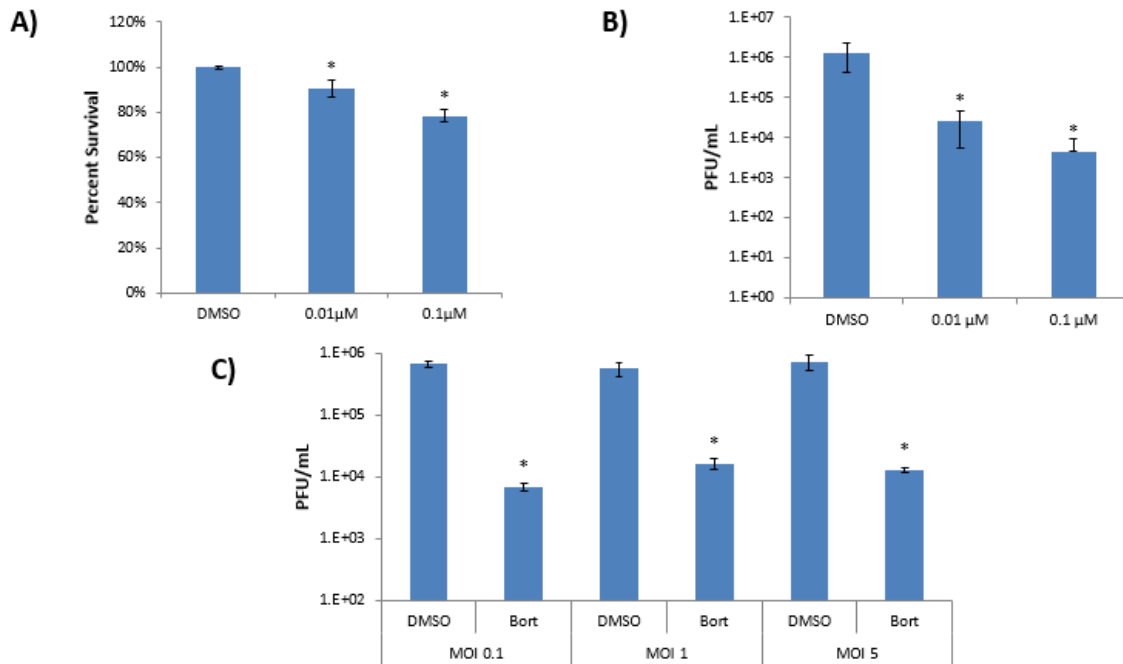 A)
Percent Survival
120%
100%
80%
60%
40%
20%
0%
* *
DMSO 0.01µM 0.1µM
B)
PFU/mL
1.E+07
1.E+06
1.E+05
1.E+04
1.E+03
1.E+02
1.E+01
1.E+00
* *
DMSO 0.01 µM 0.1 µM
C)
PFU/mL
1.E+06
1.E+05
1.E+04
1.E+03
1.E+02
* * *
DMSO Bort DMSO Bort DMSO Bort
MOI 0.1 MOI 1 MOI 5